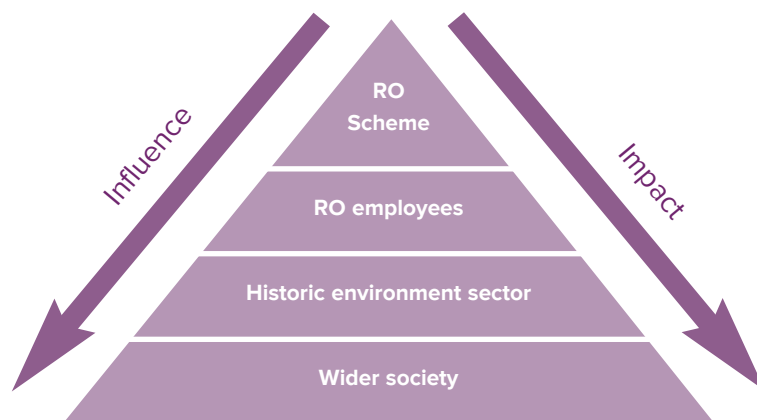 RO
Scheme
Influence
Impact
RO employees
Historic environment sector
Wider society